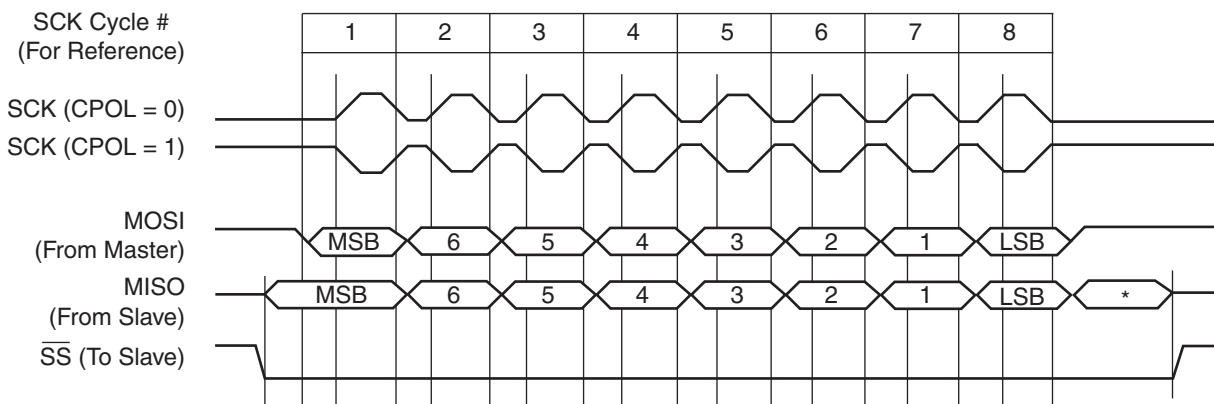 SCK Cycle #
(For Reference)
1 2 3 4 5 6 7 8
SCK (CPOL = 0)
SCK (CPOL = 1)
MOSI
(From Master)
MSB 6 5 4 3 2 1 LSB
MISO
(From Slave)
MSB 6 5 4 3 2 1 LSB *
S̅S̅ (To Slave)